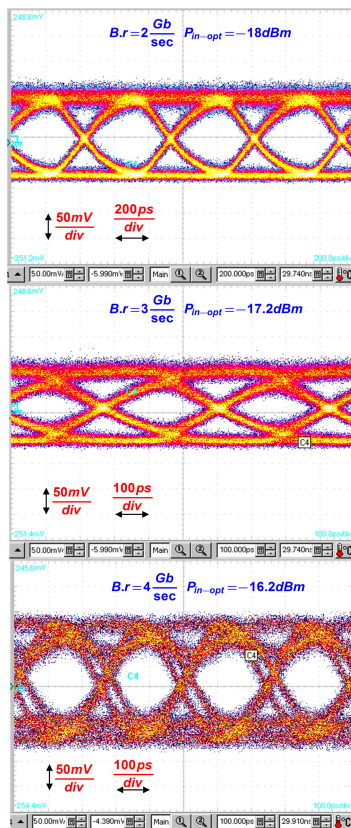 248.8mV
B.r=2 Gb/sec P_in-opt=-18dBm
50mV/div 200ps/div
-251.2mV 200.0ps/div
50.00mV/ -5.990mV Main 200.000ps 29.740ns °C
248.6mV
B.r=3 Gb/sec P_in-opt=-17.2dBm
C4
50mV/div 100ps/div
-251.4mV 100.0ps/div
50.00mV/ -5.990mV Main 100.000ps 29.740ns °C
245.6mV
B.r=4 Gb/sec P_in-opt=-16.2dBm
C4
C4
50mV/div 100ps/div
-254.4mV 100.0ps/div
50.00mV/ -4.390mV Main 100.000ps 29.910ns °C